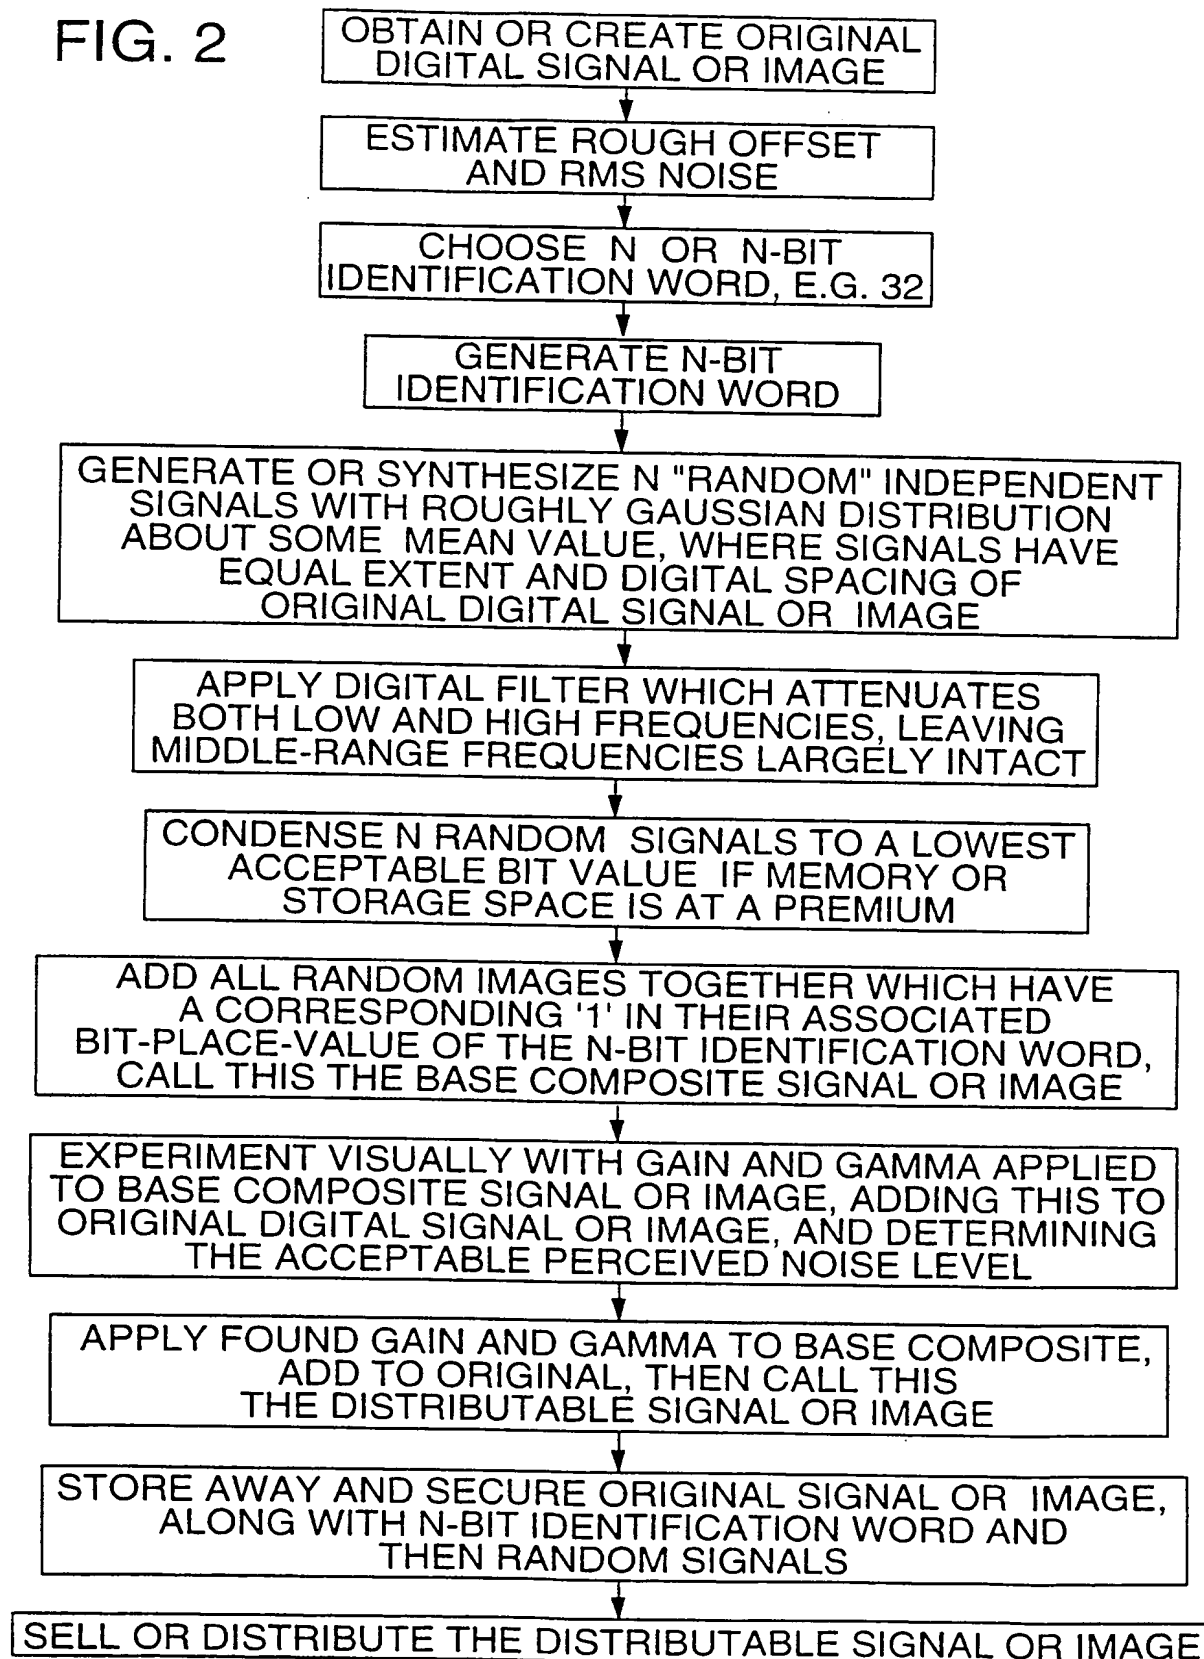 FIG. 2
OBTAIN OR CREATE ORIGINAL
DIGITAL SIGNAL OR IMAGE
ESTIMATE ROUGH OFFSET
AND RMS NOISE
CHOOSE N OR N-BIT
IDENTIFICATION WORD, E.G. 32
GENERATE N-BIT
IDENTIFICATION WORD
GENERATE OR SYNTHESIZE N "RANDOM" INDEPENDENT
SIGNALS WITH ROUGHLY GAUSSIAN DISTRIBUTION
ABOUT SOME MEAN VALUE, WHERE SIGNALS HAVE
EQUAL EXTENT AND DIGITAL SPACING OF
ORIGINAL DIGITAL SIGNAL OR IMAGE
APPLY DIGITAL FILTER WHICH ATTENUATES
BOTH LOW AND HIGH FREQUENCIES, LEAVING
MIDDLE-RANGE FREQUENCIES LARGELY INTACT
CONDENSE N RANDOM SIGNALS TO A LOWEST
ACCEPTABLE BIT VALUE IF MEMORY OR
STORAGE SPACE IS AT A PREMIUM
ADD ALL RANDOM IMAGES TOGETHER WHICH HAVE
A CORRESPONDING '1' IN THEIR ASSOCIATED
BIT-PLACE-VALUE OF THE N-BIT IDENTIFICATION WORD,
CALL THIS THE BASE COMPOSITE SIGNAL OR IMAGE
EXPERIMENT VISUALLY WITH GAIN AND GAMMA APPLIED
TO BASE COMPOSITE SIGNAL OR IMAGE, ADDING THIS TO
ORIGINAL DIGITAL SIGNAL OR IMAGE, AND DETERMINING
THE ACCEPTABLE PERCEIVED NOISE LEVEL
APPLY FOUND GAIN AND GAMMA TO BASE COMPOSITE,
ADD TO ORIGINAL, THEN CALL THIS
THE DISTRIBUTABLE SIGNAL OR IMAGE
STORE AWAY AND SECURE ORIGINAL SIGNAL OR IMAGE,
ALONG WITH N-BIT IDENTIFICATION WORD AND
THEN RANDOM SIGNALS
SELL OR DISTRIBUTE THE DISTRIBUTABLE SIGNAL OR IMAGE